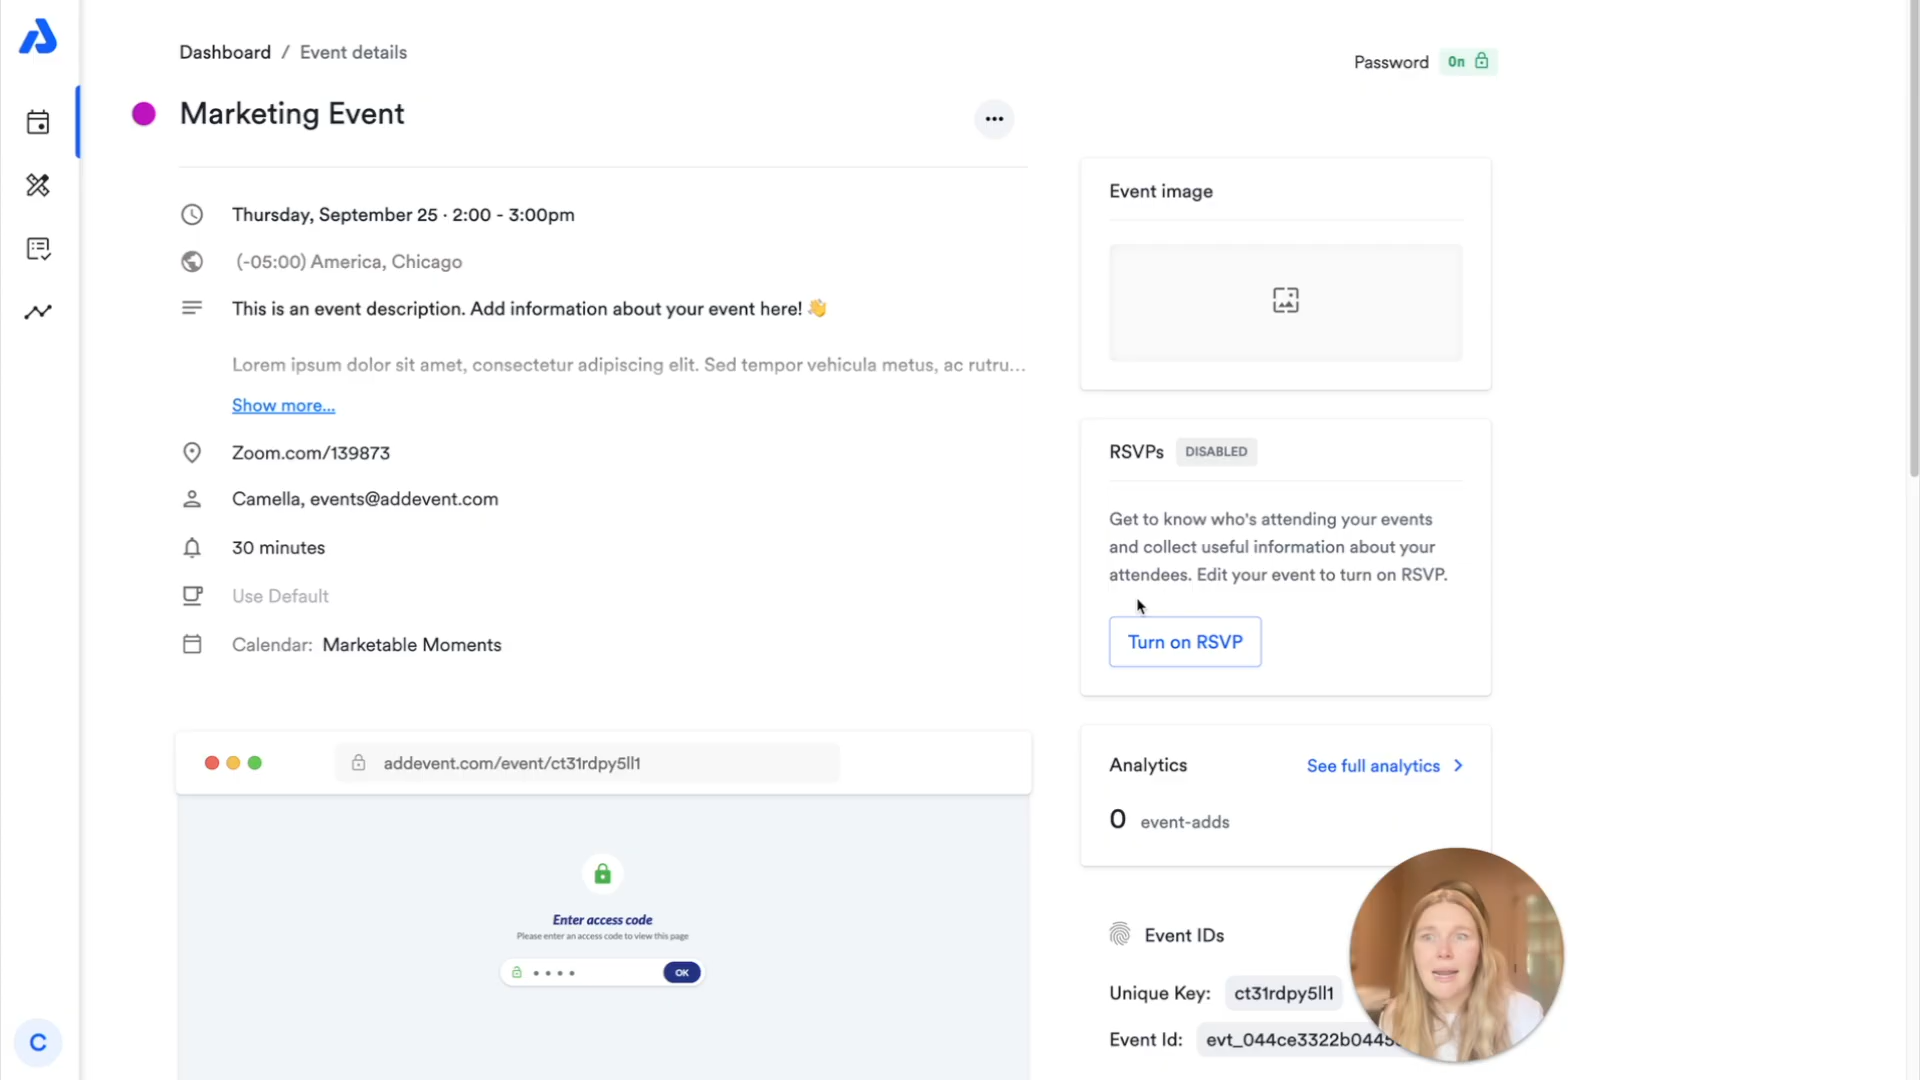 Dashboard / Event details
Password On
Marketing Event
Thursday, September 25 · 2:00 - 3:00pm
(-05:00) America, Chicago
This is an event description. Add information about your event here! 👋
Lorem ipsum dolor sit amet, consectetur adipiscing elit. Sed tempor vehicula metus, ac rutru...
Show more...
Zoom.com/139873
Camella, events@addevent.com
30 minutes
Use Default
Calendar: Marketable Moments
addevent.com/event/ct31rdpy5ll1
Enter access code
Please enter an access code to view this page
OK
Event image
RSVPs DISABLED
Get to know who's attending your events
and collect useful information about your
attendees. Edit your event to turn on RSVP.
Turn on RSVP
Analytics See full analytics
0 event-adds
Event IDs
Unique Key: ct31rdpy5ll1
Event Id: evt_044ce3322b0445
C